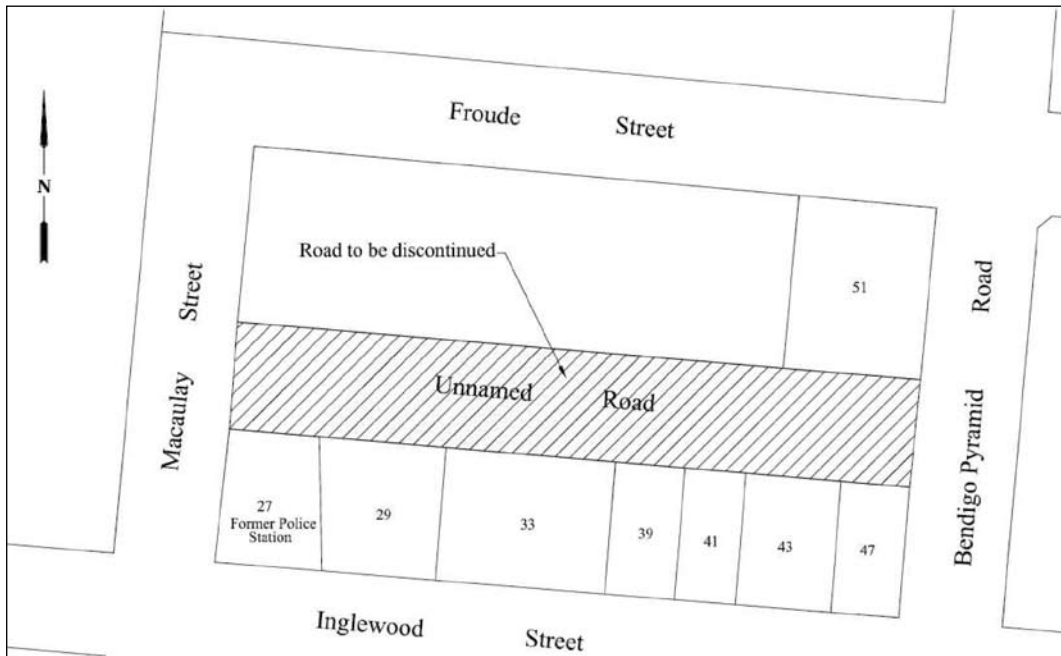 Froude Street
N
Road to be discontinued
51
Macaulay Street
Unnamed Road
Bendigo Pyramid Road
27
Former Police
Station
29
33
39
41
43
47
Inglewood Street